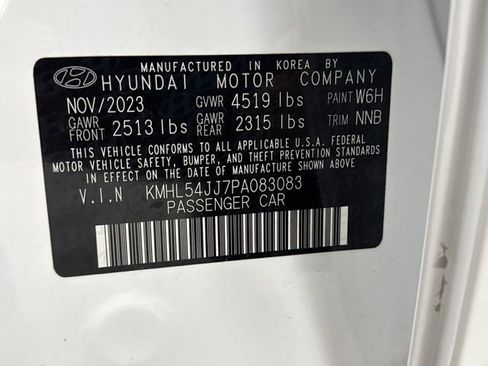 MANUFACTURED IN KOREA BY
HYUNDAI MOTOR COMPANY
NOV/2023 GVWR 4519 lbs PAINT W6H
GAWR FRONT 2513 lbs GAWR REAR 2315 lbs TRIM NNB
THIS VEHICLE CONFORMS TO ALL APPLICABLE U.S.A. FEDERAL
MOTOR VEHICLE SAFETY, BUMPER, AND THEFT PREVENTION STANDARDS
IN EFFECT ON THE DATE OF MANUFACTURE SHOWN ABOVE
V.I.N KMHL54JJ7PA083083
PASSENGER CAR